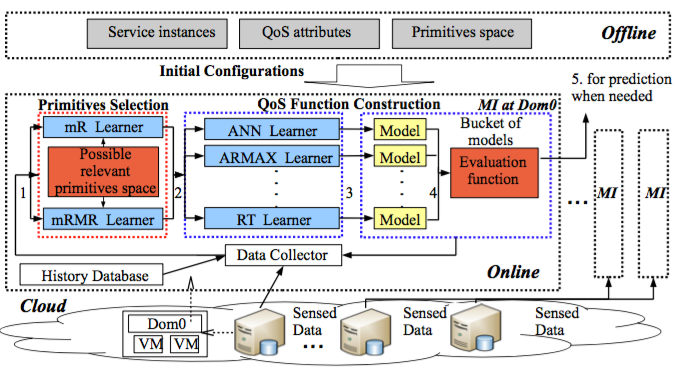 Service instances
QoS attributes
Primitives space
Offline
Initial Configurations
Primitives Selection
QoS Function Construction
MI at Dom0
5. for prediction
when needed
mR Learner
Possible
relevant
primitives space
mRMR Learner
1
2
ANN Learner
ARMAX Learner
RT Learner
3
Model
Model
Model
4
Bucket of
models
Evaluation
function
...
MI
MI
Data Collector
History Database
Online
Cloud
Dom0
VM
VM
Sensed
Data
...
Sensed
Data
Sensed
Data